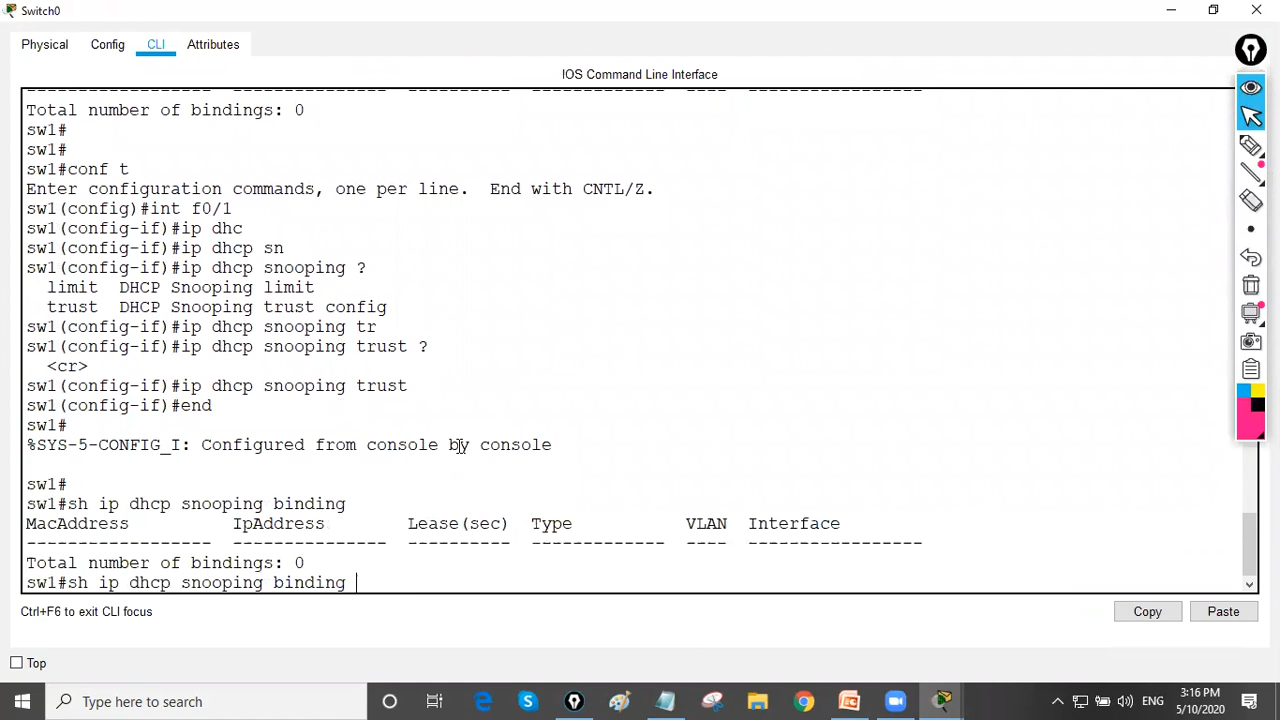 Switch0
Physical Config CLI Attributes
IOS Command Line Interface
------------------ --------------- ---------- ------------- ---- -----------------
Total number of bindings: 0
sw1#
sw1#
sw1#conf t
Enter configuration commands, one per line. End with CNTL/Z.
sw1(config)#int f0/1
sw1(config-if)#ip dhc
sw1(config-if)#ip dhcp sn
sw1(config-if)#ip dhcp snooping ?
limit DHCP Snooping limit
trust DHCP Snooping trust config
sw1(config-if)#ip dhcp snooping tr
sw1(config-if)#ip dhcp snooping trust ?
<cr>
sw1(config-if)#ip dhcp snooping trust
sw1(config-if)#end
sw1#
%SYS-5-CONFIG_I: Configured from console by console
sw1#
sw1#sh ip dhcp snooping binding
MacAddress IpAddress Lease(sec) Type VLAN Interface
------------------ --------------- ---------- ------------- ---- -----------------
Total number of bindings: 0
sw1#sh ip dhcp snooping binding
Ctrl+F6 to exit CLI focus
Copy Paste
Top
Type here to search
ENG
3:16 PM
5/10/2020